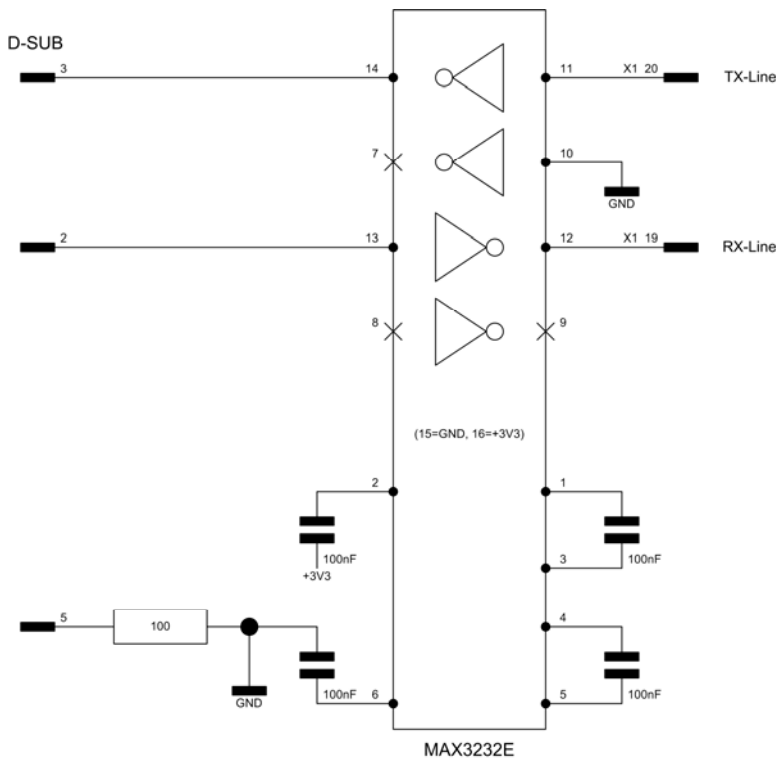 D-SUB
3 14 11 X1 20 TX-Line
7 10
GND
2 13 12 X1 19 RX-Line
8 9
(15=GND, 16=+3V3)
2 1
100nF 100nF
+3V3 3
5 100 4
100nF 100nF
GND 6 5
MAX3232E